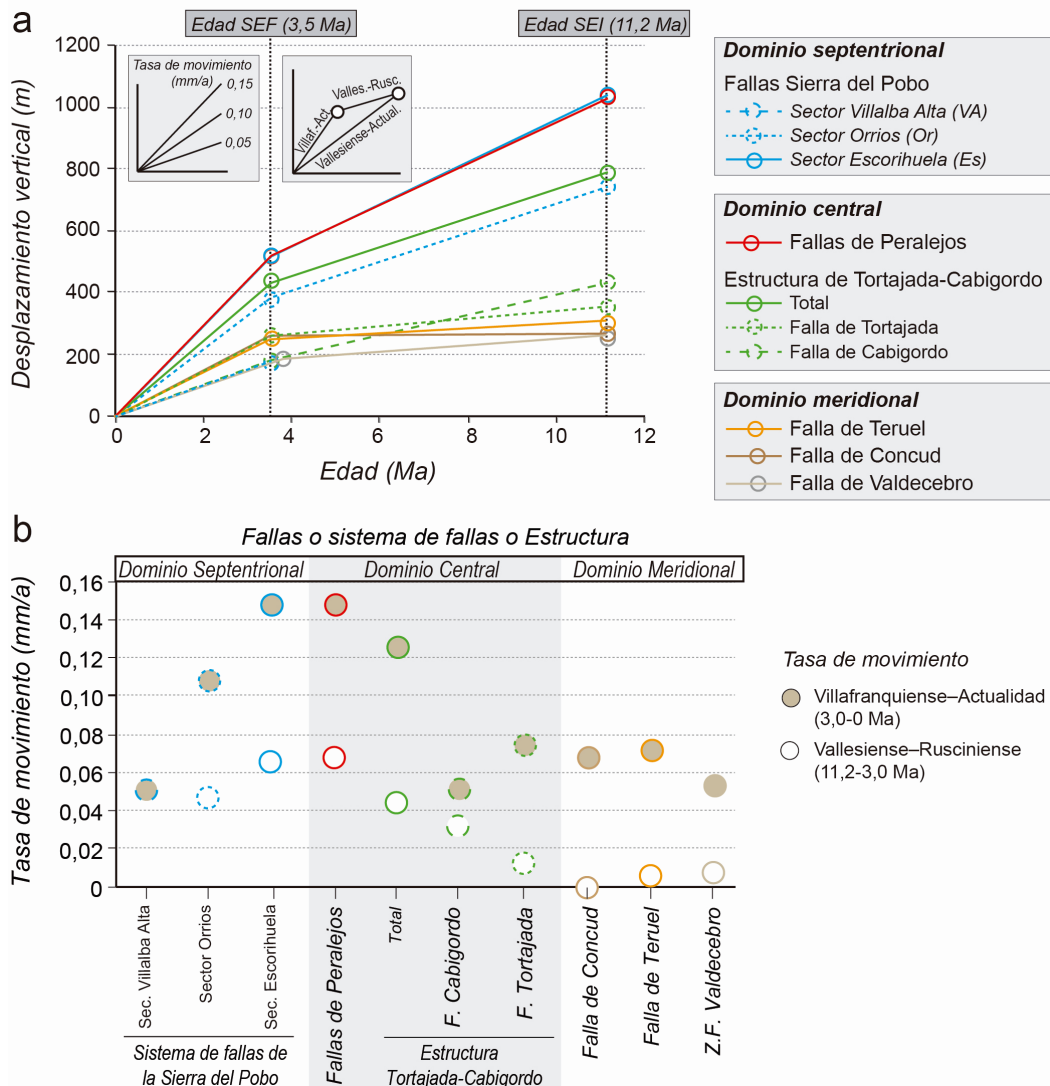 a
Edad SEF (3,5 Ma)
Edad SEI (11,2 Ma)
Desplazamiento vertical (m)
1200
1000
800
600
400
200
0
Tasa de movimiento
(mm/a)
0,15
0,10
0,05
Valles.-Rusc.
Villaf.-Act.
Vallesiense-Actual.
0
2
4
6
8
10
12
Edad (Ma)
Dominio septentrional
Fallas Sierra del Pobo
Sector Villalba Alta (VA)
Sector Orrios (Or)
Sector Escorihuela (Es)
Dominio central
Fallas de Peralejos
Estructura de Tortajada-Cabigordo
Total
Falla de Tortajada
Falla de Cabigordo
Dominio meridional
Falla de Teruel
Falla de Concud
Falla de Valdecebro
b
Fallas o sistema de fallas o Estructura
Dominio Septentrional
Dominio Central
Dominio Meridional
Tasa de movimiento (mm/a)
0,16
0,14
0,12
0,10
0,08
0,06
0,04
0,02
0
Sec. Villalba Alta
Sector Orrios
Sec. Escorihuela
Fallas de Peralejos
Total
F. Cabigordo
F. Tortajada
Falla de Concud
Falla de Teruel
Z.F. Valdecebro
Sistema de fallas de
la Sierra del Pobo
Estructura
Tortajada-Cabigordo
Tasa de movimiento
Villafranquiense–Actualidad
(3,0-0 Ma)
Vallesiense–Rusciniense
(11,2-3,0 Ma)